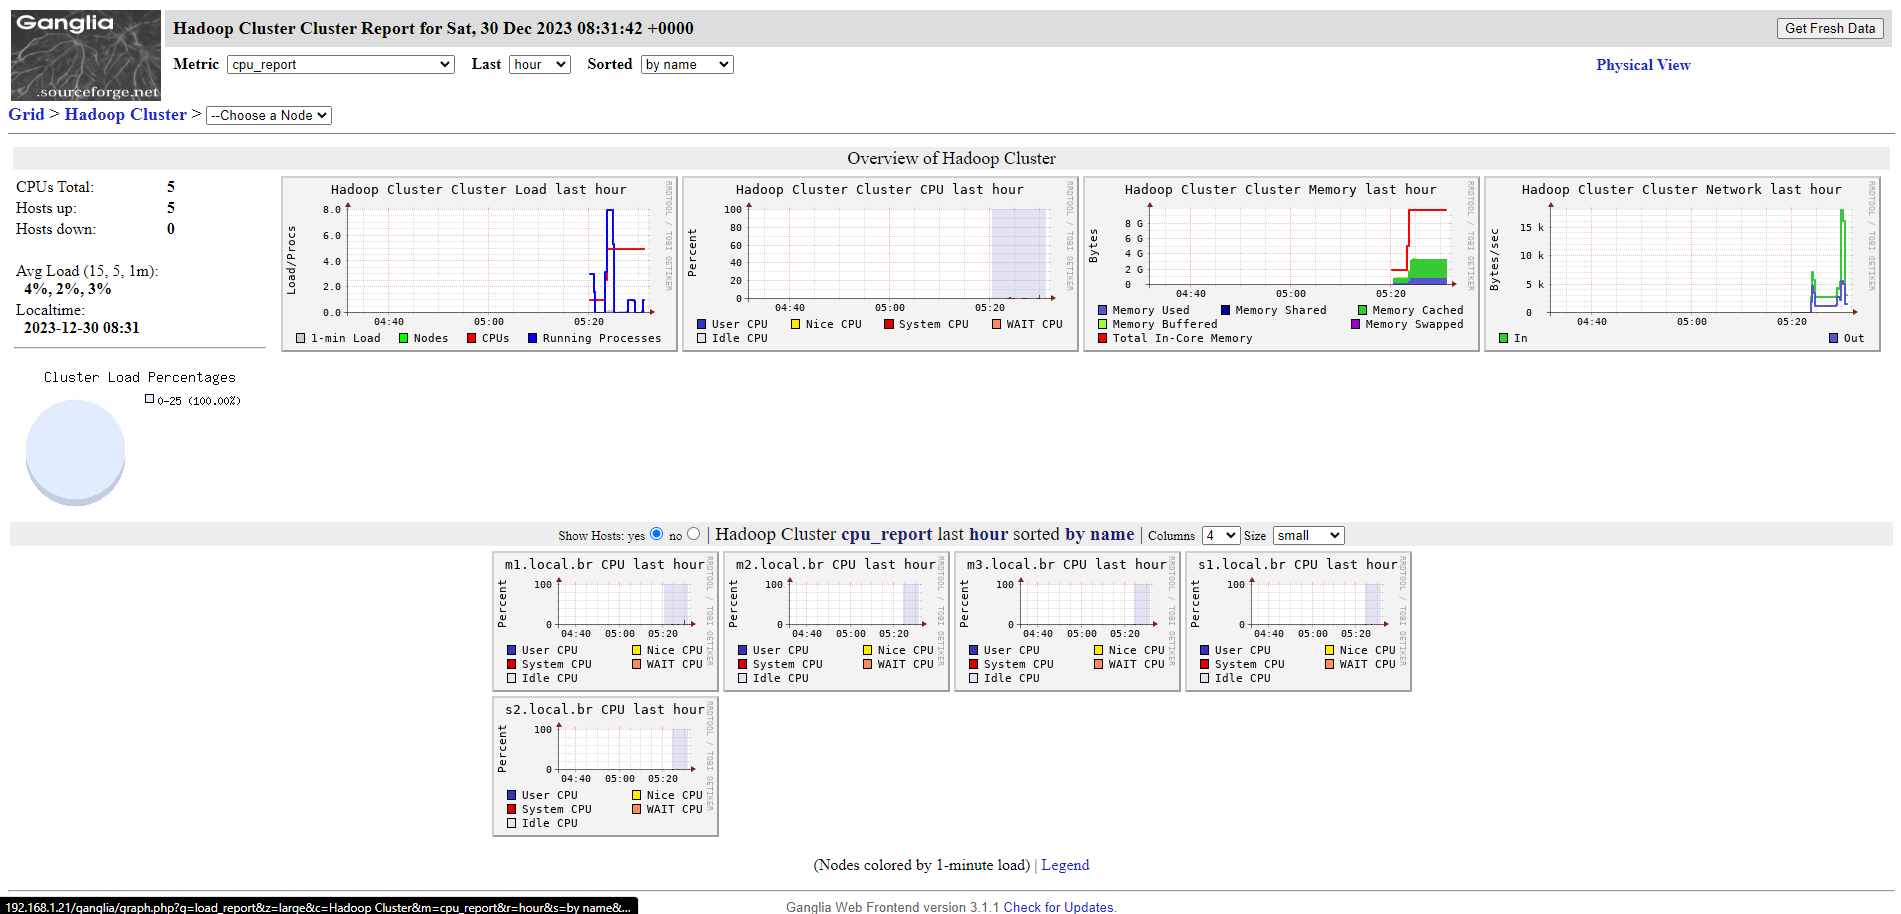 Ganglia
.sourceforge.net
Hadoop Cluster Cluster Report for Sat, 30 Dec 2023 08:31:42 +0000
Get Fresh Data
Metric cpu_report Last hour Sorted by name
Physical View
Grid > Hadoop Cluster > --Choose a Node
Overview of Hadoop Cluster
CPUs Total: 5
Hosts up: 5
Hosts down: 0
Avg Load (15, 5, 1m):
4%, 2%, 3%
Localtime:
2023-12-30 08:31
Cluster Load Percentages
0-25 (100.00%)
Hadoop Cluster Cluster Load last hour
RRDTOOL / TOBI OETIKER
Load/Procs
8.0
6.0
4.0
2.0
0.0
04:40 05:00 05:20
1-min Load Nodes CPUs Running Processes
Hadoop Cluster Cluster CPU last hour
RRDTOOL / TOBI OETIKER
Percent
100
80
60
40
20
0
04:40 05:00 05:20
User CPU Nice CPU System CPU WAIT CPU
Idle CPU
Hadoop Cluster Cluster Memory last hour
RRDTOOL / TOBI OETIKER
Bytes
8 G
6 G
4 G
2 G
0
04:40 05:00 05:20
Memory Used Memory Shared Memory Cached
Memory Buffered Memory Swapped
Total In-Core Memory
Hadoop Cluster Cluster Network last hour
RRDTOOL / TOBI OETIKER
Bytes/sec
15 k
10 k
5 k
0
04:40 05:00 05:20
In Out
Show Hosts: yes no | Hadoop Cluster cpu_report last hour sorted by name | Columns 4 Size small
m1.local.br CPU last hour
RRDTOOL / TOBI OETIKER
Percent
100
0
04:40 05:00 05:20
User CPU Nice CPU
System CPU WAIT CPU
Idle CPU
m2.local.br CPU last hour
RRDTOOL / TOBI OETIKER
Percent
100
0
04:40 05:00 05:20
User CPU Nice CPU
System CPU WAIT CPU
Idle CPU
m3.local.br CPU last hour
RRDTOOL / TOBI OETIKER
Percent
100
0
04:40 05:00 05:20
User CPU Nice CPU
System CPU WAIT CPU
Idle CPU
s1.local.br CPU last hour
RRDTOOL / TOBI OETIKER
Percent
100
0
04:40 05:00 05:20
User CPU Nice CPU
System CPU WAIT CPU
Idle CPU
s2.local.br CPU last hour
RRDTOOL / TOBI OETIKER
Percent
100
0
04:40 05:00 05:20
User CPU Nice CPU
System CPU WAIT CPU
Idle CPU
(Nodes colored by 1-minute load) | Legend
192.168.1.21/ganglia/graph.php?g=load_report&z=large&c=Hadoop Cluster&m=cpu_report&r=hour&s=by name&...
Ganglia Web Frontend version 3.1.1 Check for Updates.